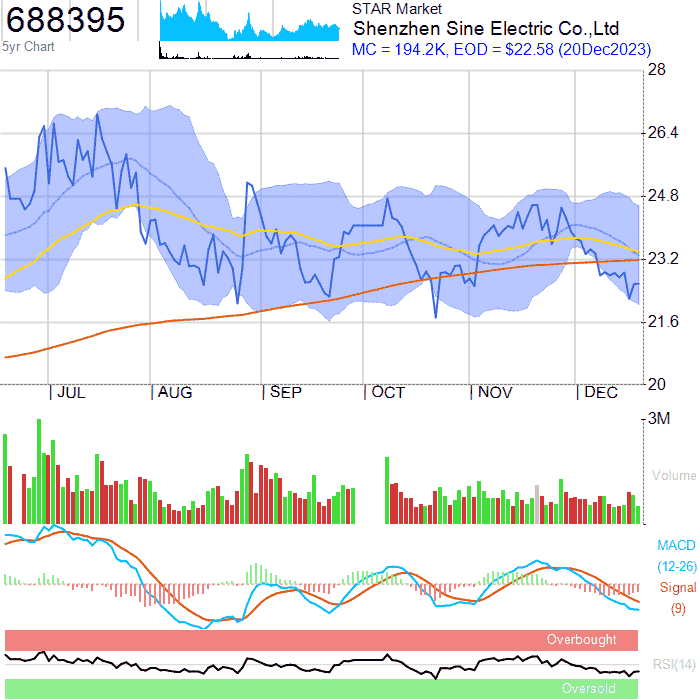 688395
5yr Chart
STAR Market
Shenzhen Sine Electric Co.,Ltd
MC = 194.2K, EOD = $22.58 (20Dec2023)
28
26.4
24.8
23.2
21.6
20
JUL AUG SEP OCT NOV DEC
3M
Volume
MACD
(12-26)
Signal
(9)
Overbought
RSI(14)
Oversold